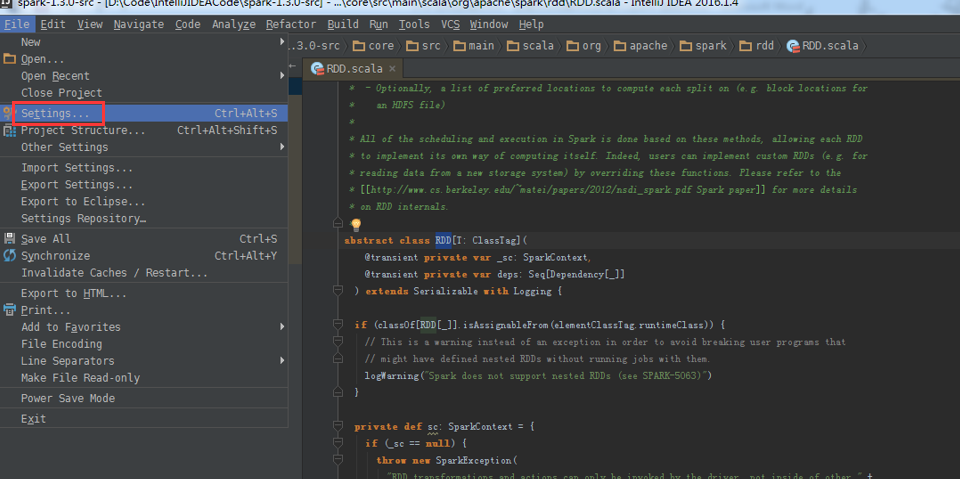 spark-1.3.0-src - [D:\Code\IntelliJIDEACode\spark-1.3.0-src] - ...\core\src\main\scala\org\apache\spark\rdd\RDD.scala - IntelliJ IDEA 2016.1.4
File Edit View Navigate Code Analyze Refactor Build Run Tools VCS Window Help
New
Open...
Open Recent
Close Project
Settings... Ctrl+Alt+S
Project Structure... Ctrl+Alt+Shift+S
Other Settings
Import Settings...
Export Settings...
Export to Eclipse...
Settings Repository…
Save All Ctrl+S
Synchronize Ctrl+Alt+Y
Invalidate Caches / Restart...
Export to HTML...
Print...
Add to Favorites
File Encoding
Line Separators
Make File Read-only
Power Save Mode
Exit
1.3.0-src core src main scala org apache spark rdd RDD.scala
RDD.scala
* - Optionally, a list of preferred locations to compute each split on (e.g. block locations for
* an HDFS file)
*
* All of the scheduling and execution in Spark is done based on these methods, allowing each RDD
* to implement its own way of computing itself. Indeed, users can implement custom RDDs (e.g. for
* reading data from a new storage system) by overriding these functions. Please refer to the
* [[http://www.cs.berkeley.edu/~matei/papers/2012/nsdi_spark.pdf Spark paper]] for more details
* on RDD internals.
abstract class RDD[T: ClassTag](
@transient private var _sc: SparkContext,
@transient private var deps: Seq[Dependency[_]]
) extends Serializable with Logging {
if (classOf[RDD[_]].isAssignableFrom(elementClassTag.runtimeClass)) {
// This is a warning instead of an exception in order to avoid breaking user programs that
// might have defined nested RDDs without running jobs with them.
logWarning("Spark does not support nested RDDs (see SPARK-5063)")
}
private def sc: SparkContext = {
if (_sc == null) {
throw new SparkException(
"RDD transformations and actions can only be invoked by the driver, not inside of other " +